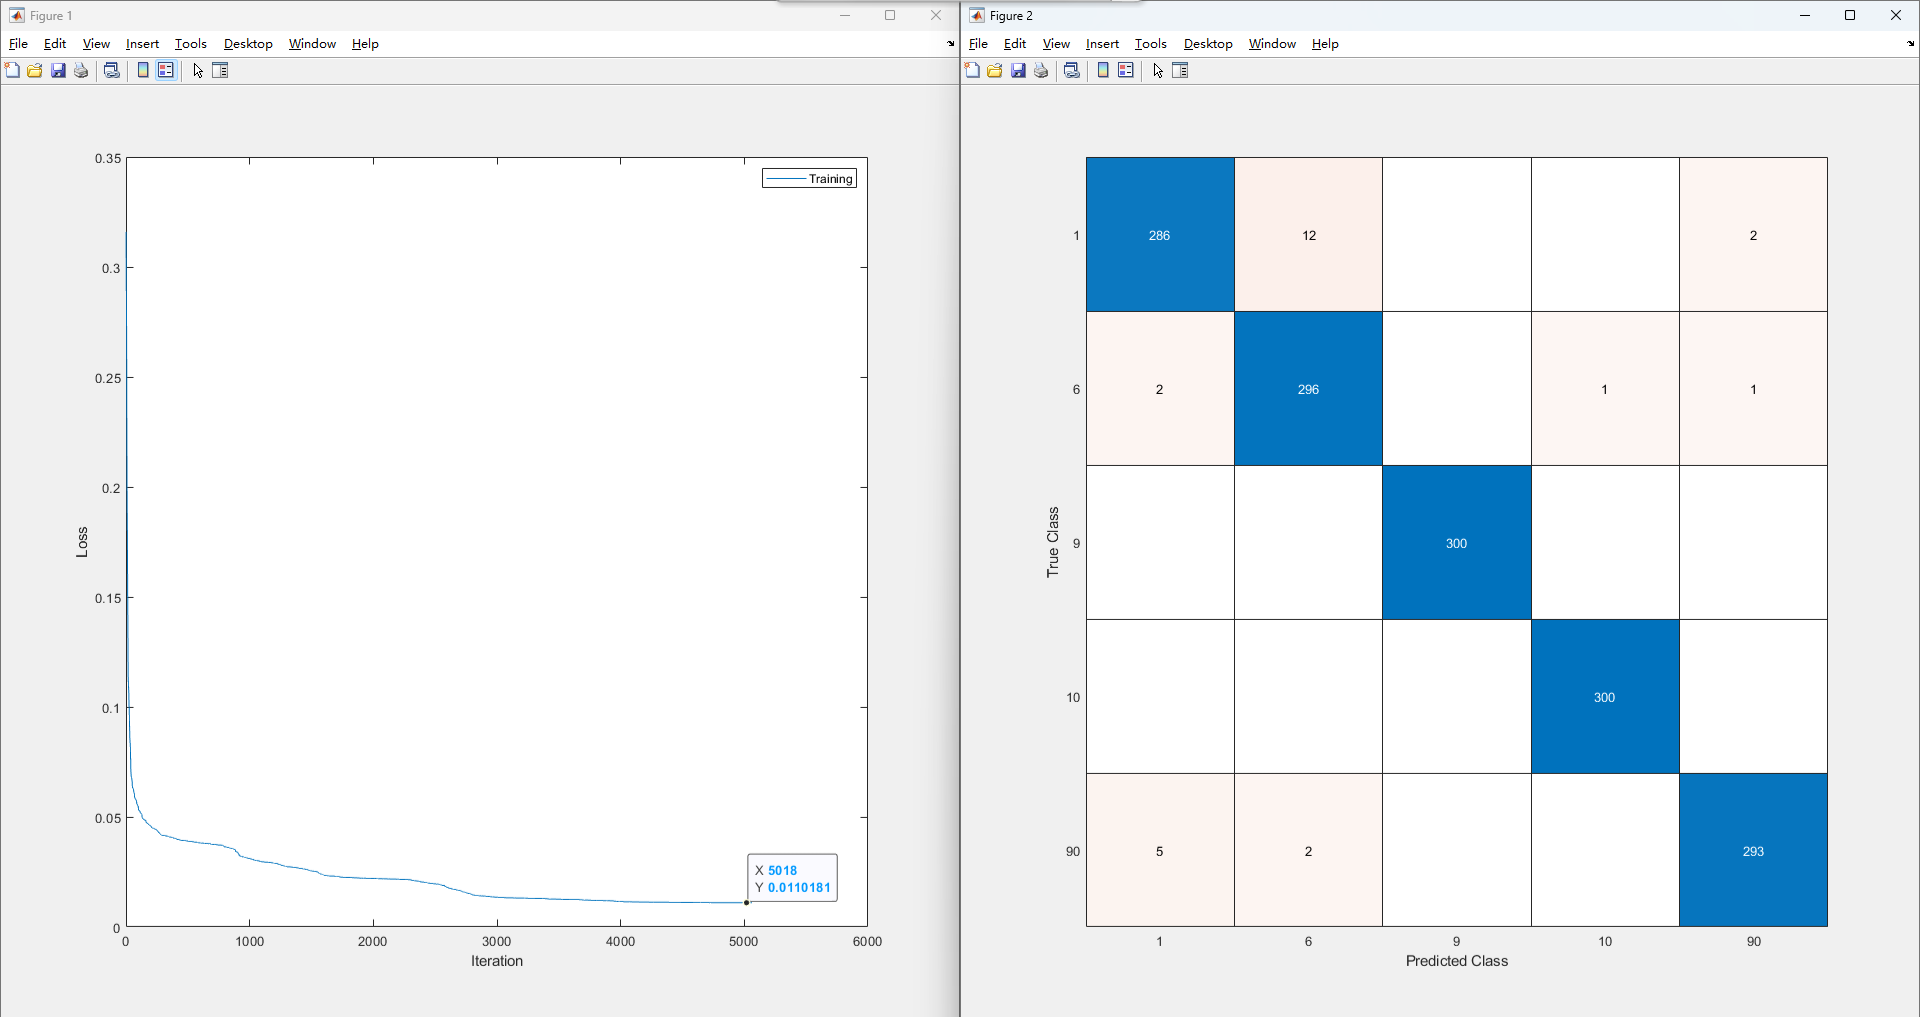 Figure 1
File Edit View Insert Tools Desktop Window Help
0.35
0.3
0.25
0.2
0.15
0.1
0.05
0
Loss
Training
X 5018
Y 0.0110181
0 1000 2000 3000 4000 5000 6000
Iteration
Figure 2
File Edit View Insert Tools Desktop Window Help
True Class
1 286 12 2
6 2 296 1 1
9 300
10 300
90 5 2 293
1 6 9 10 90
Predicted Class